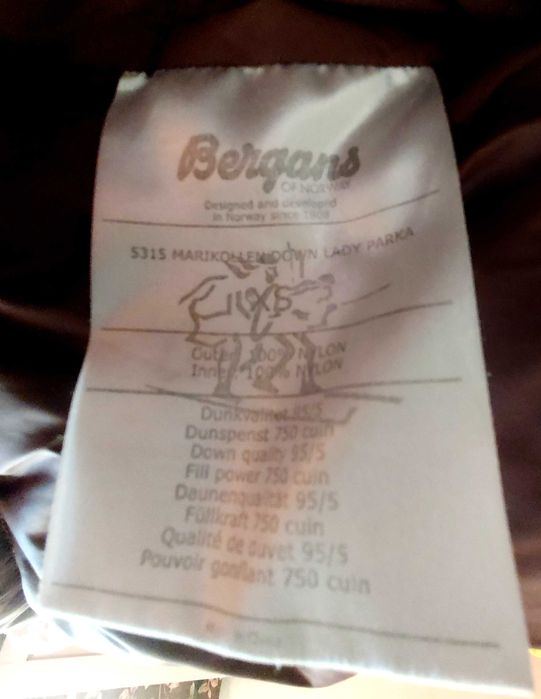 Bergans
OF NORWAY
Designed and developed
in Norway since 1908
5315 MARIKOLLEN DOWN LADY PARKA
Outer 100% NYLON
Inner 100% NYLON
Dunkvalitet 95/5
Dunspenst 750 cuin
Down quality 95/5
Fill power 750 cuin
Daunenqualität 95/5
Füllkraft 750 cuin
Qualité de duvet 95/5
Pouvoir gonflant 750 cuin